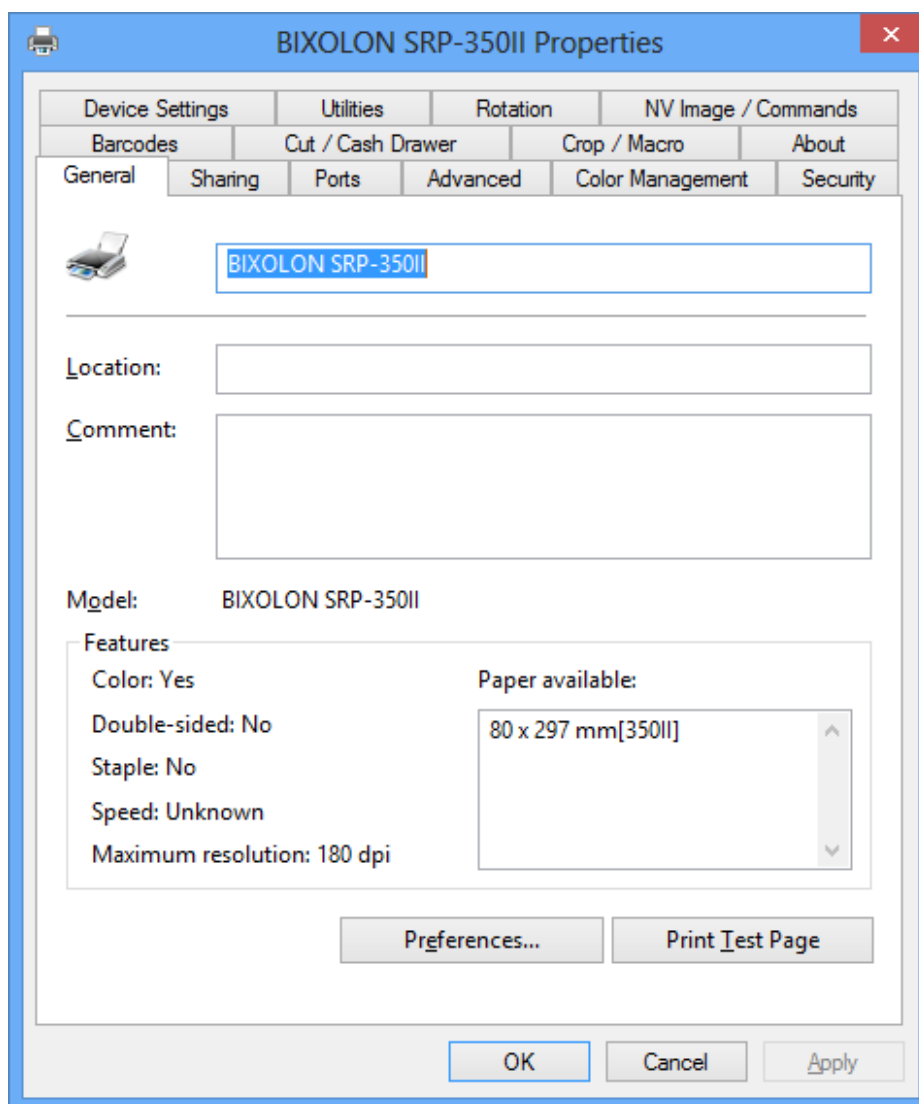 BIXOLON SRP-350II Properties
Device Settings Utilities Rotation NV Image / Commands
Barcodes Cut / Cash Drawer Crop / Macro About
General Sharing Ports Advanced Color Management Security
BIXOLON SRP-350II
Location:
Comment:
Model: BIXOLON SRP-350II
Features
Color: Yes Paper available:
Double-sided: No 80 x 297 mm[350II]
Staple: No
Speed: Unknown
Maximum resolution: 180 dpi
Preferences... Print Test Page
OK Cancel Apply